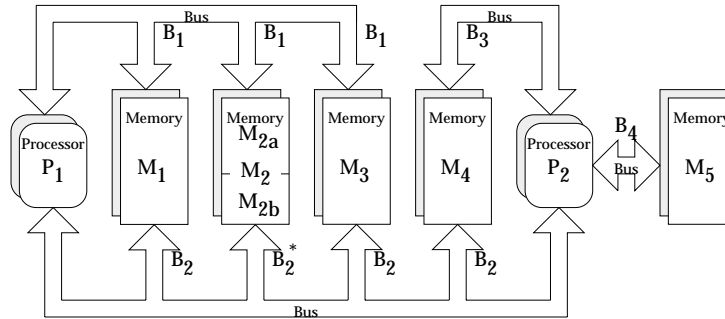 Bus
Bus
B1 B1 B1 B3
Memory Memory Memory Memory Memory
M2a
Processor Processor
B4
P1 M1 M2 M3 M4 P2 M5
Bus
M2b
B2 B2* B2 B2
Bus